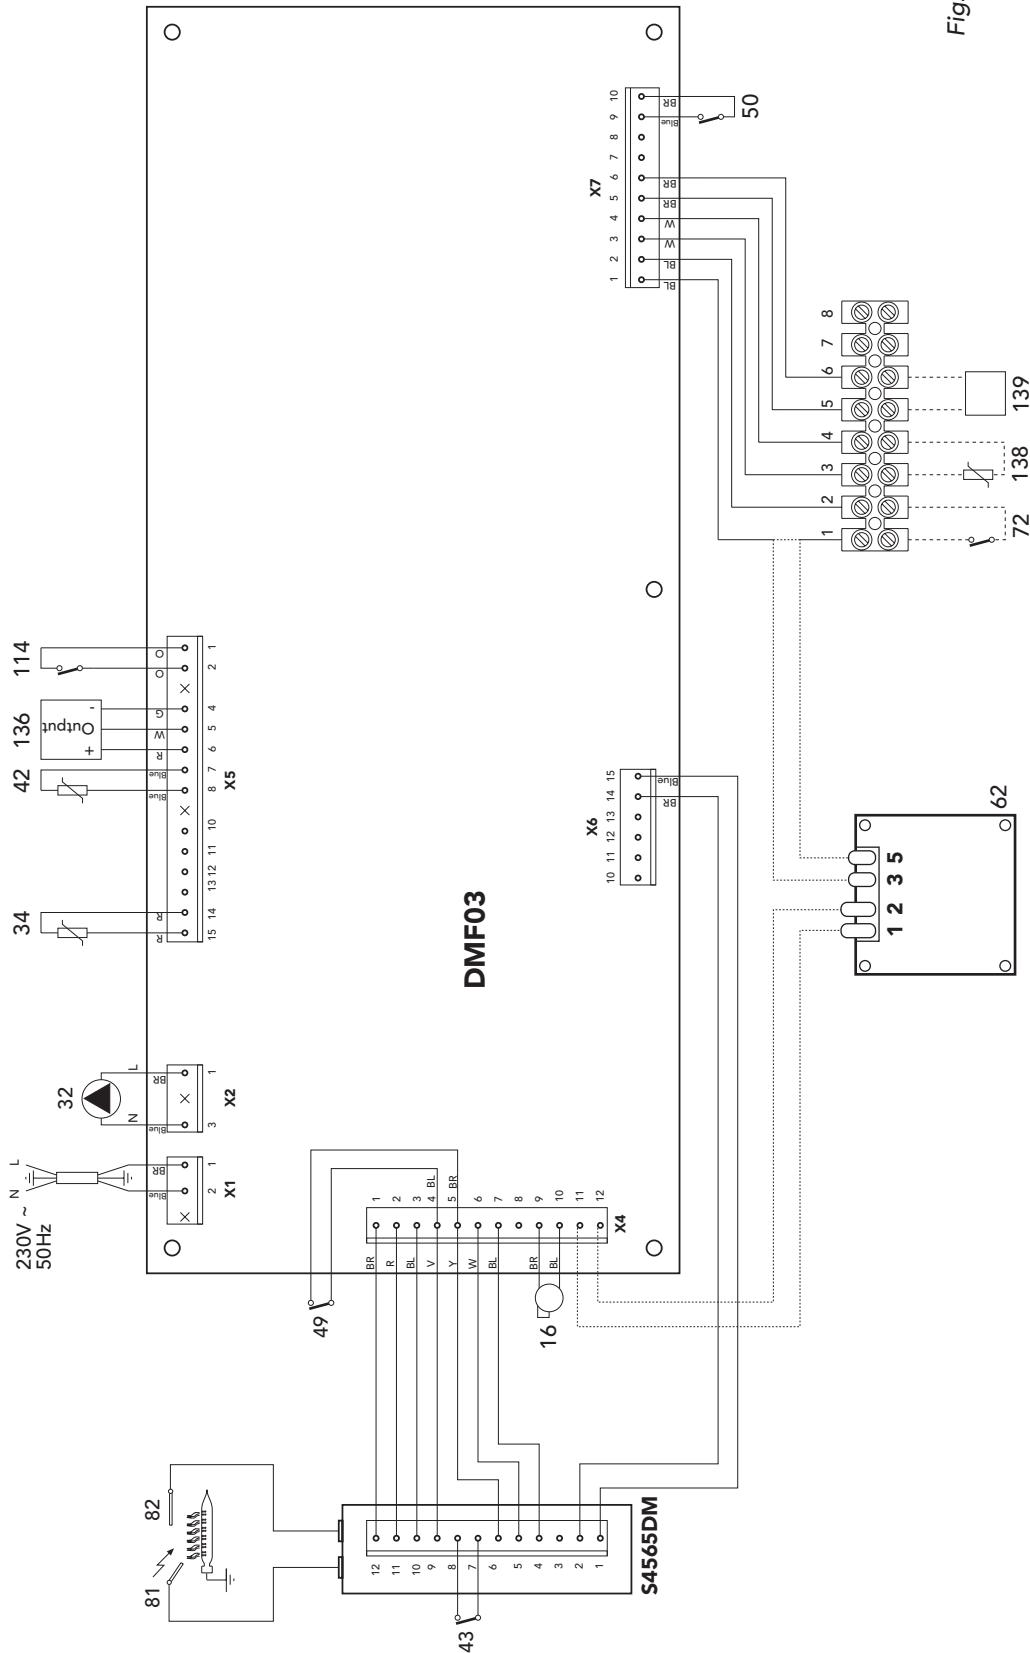 Fig.
230V ~
50Hz
N L
32
N L
Blue BR
Blue BR
2 1
X1
3 1
X2
34
42
136
114
Output
+ -
R R Blue Blue R W G O O
15 14 13 12 11 10 8 7 6 5 4 2 1
X5
DMF03
X7
1 2 3 4 5 6 7 8 9 10
BL BL W W BR BR Blue BR
50
X6
10 11 12 13 14 15
BR Blue
49
BL
BR
1 2 3 4 5 6 7 8 9 10 11 12
X4
BR R BL V Y W BL BR BL
16
81
82
12 11 10 9 8 7 6 5 4 3 2 1
S4565DM
43
1 2 3 5
62
1 2 3 4 5 6 7 8
72
138
139